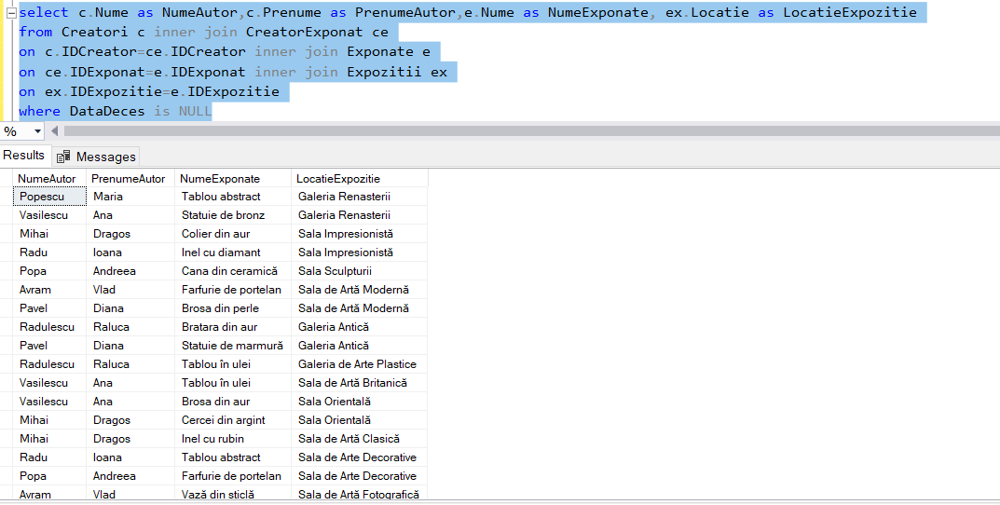 select c.Nume as NumeAutor,c.Prenume as PrenumeAutor,e.Nume as NumeExponate, ex.Locatie as LocatieExpozitie
from Creatori c inner join CreatorExponat ce
on c.IDCreator=ce.IDCreator inner join Exponate e
on ce.IDExponat=e.IDExponat inner join Expozitii ex
on ex.IDExpozitie=e.IDExpozitie
where DataDeces is NULL
%
Results Messages
NumeAutor PrenumeAutor NumeExponate LocatieExpozitie
Popescu Maria Tablou abstract Galeria Renasterii
Vasilescu Ana Statuie de bronz Galeria Renasterii
Mihai Dragos Colier din aur Sala Impresionistă
Radu Ioana Inel cu diamant Sala Impresionistă
Popa Andreea Cana din ceramică Sala Sculpturii
Avram Vlad Farfurie de portelan Sala de Artă Modernă
Pavel Diana Brosa din perle Sala de Artă Modernă
Radulescu Raluca Bratara din aur Galeria Antică
Pavel Diana Statuie de marmură Galeria Antică
Radulescu Raluca Tablou în ulei Galeria de Arte Plastice
Vasilescu Ana Tablou în ulei Sala de Artă Britanică
Vasilescu Ana Brosa din aur Sala Orientală
Mihai Dragos Cercei din argint Sala Orientală
Mihai Dragos Inel cu rubin Sala de Artă Clasică
Radu Ioana Tablou abstract Sala de Arte Decorative
Popa Andreea Farfurie de portelan Sala de Arte Decorative
Avram Vlad Vază din sticlă Sala de Artă Fotografică